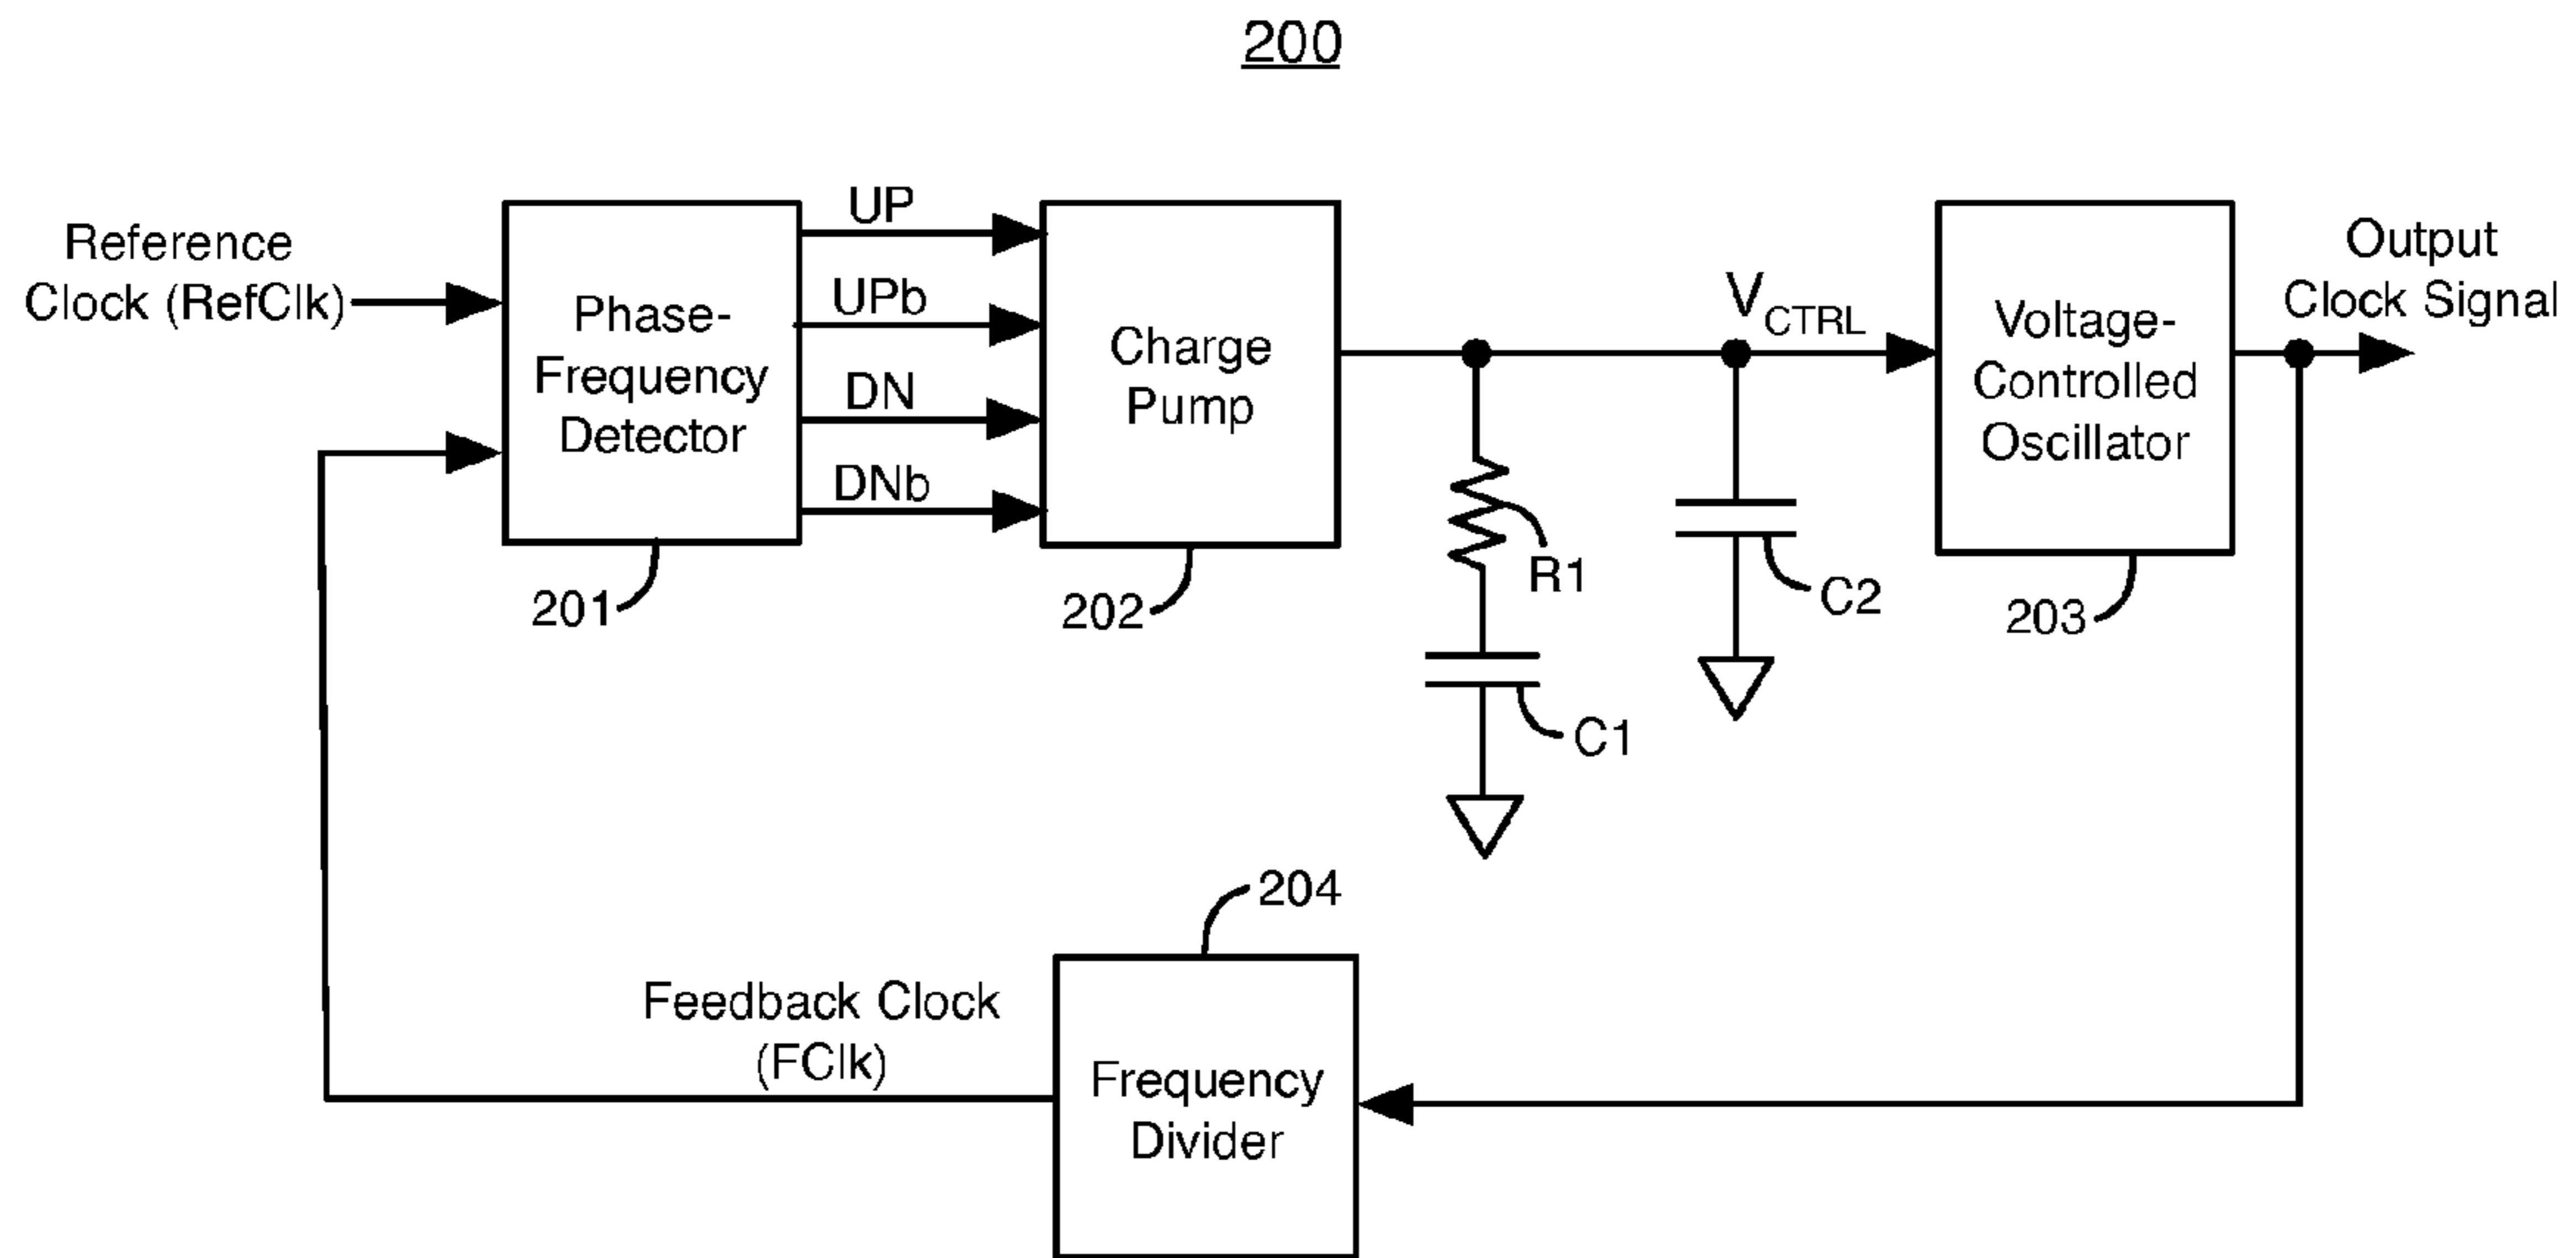 200
Reference
Clock (RefClk)
Phase-
Frequency
Detector
201
UP
UPb
DN
DNb
Charge
Pump
202
R1
C1
C2
VCTRL
Voltage-
Controlled
Oscillator
203
Output
Clock Signal
204
Frequency
Divider
Feedback Clock
(FClk)